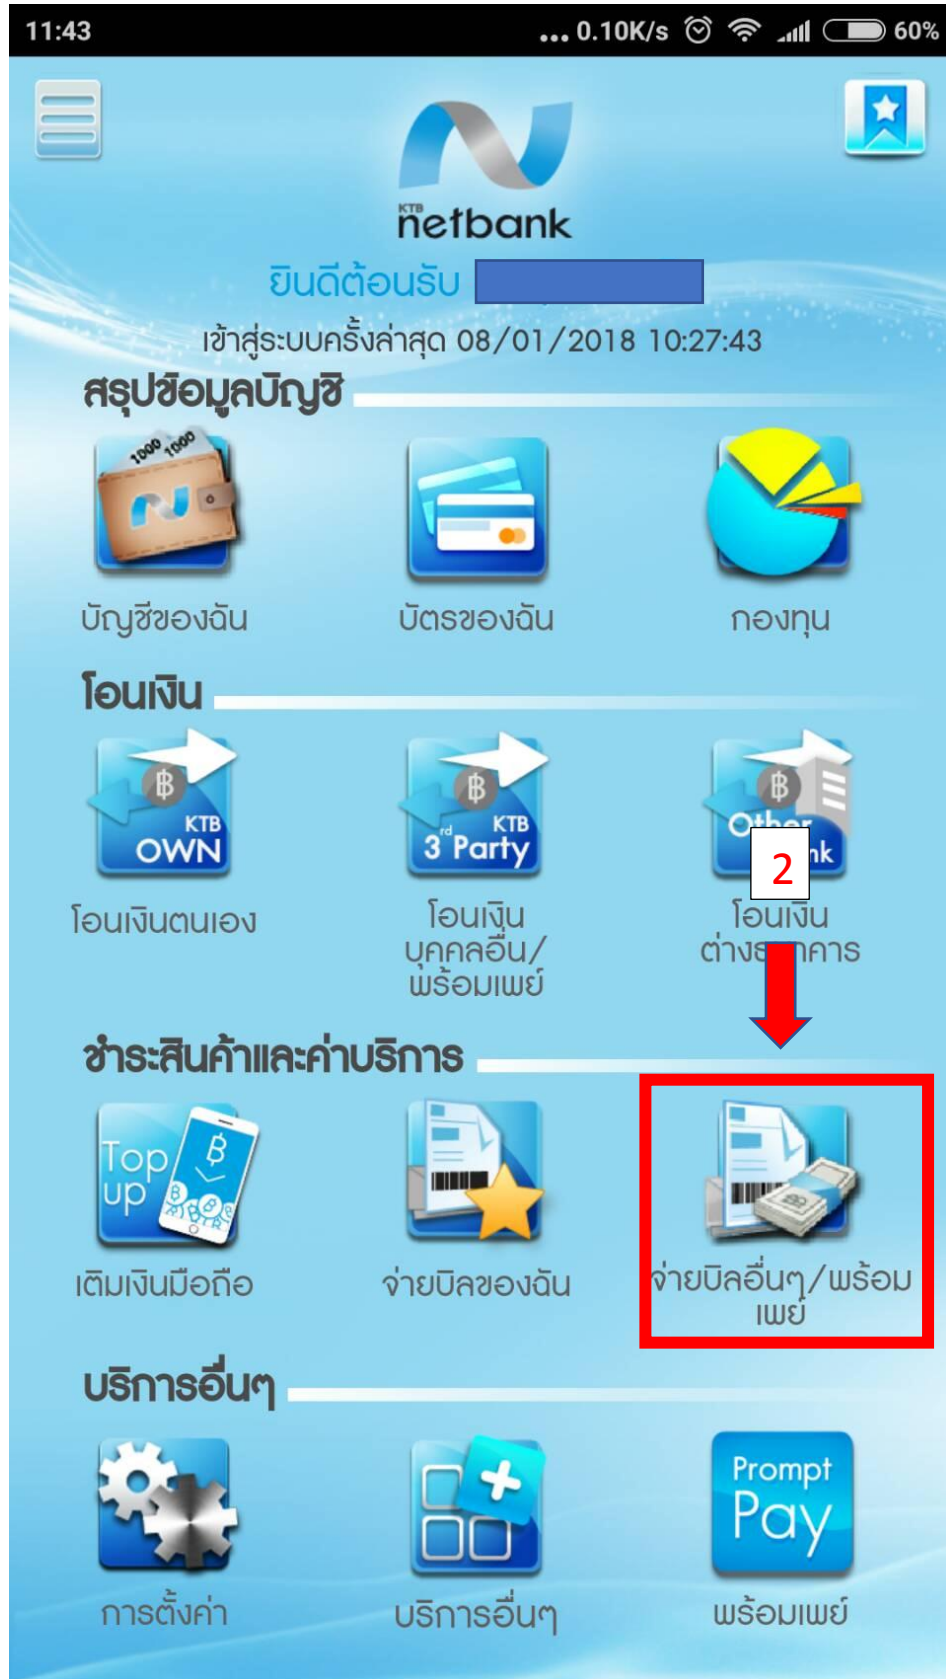 11:43
... 0.10K/s 60%
KTB
netbank
ยินดีต้อนรับ
เข้าสู่ระบบครั้งล่าสุด 08/01/2018 10:27:43
สรุปข้อมูลบัญชี
1000 1000
บัญชีของฉัน
บัตรของฉัน
กองทุน
โอนเงิน
KTB
OWN
KTB
3rd Party
2
โอนเงินตนเอง
โอนเงิน
บุคคลอื่น/
พร้อมเพย์
โอนเงิน
ชำระสินค้าและค่าบริการ
Top
up
เติมเงินมือถือ
จ่ายบิลของฉัน
จ่ายบิลอื่นๆ/พร้อม
เพย์
บริการอื่นๆ
Prompt
Pay
การตั้งค่า
บริการอื่นๆ
พร้อมเพย์